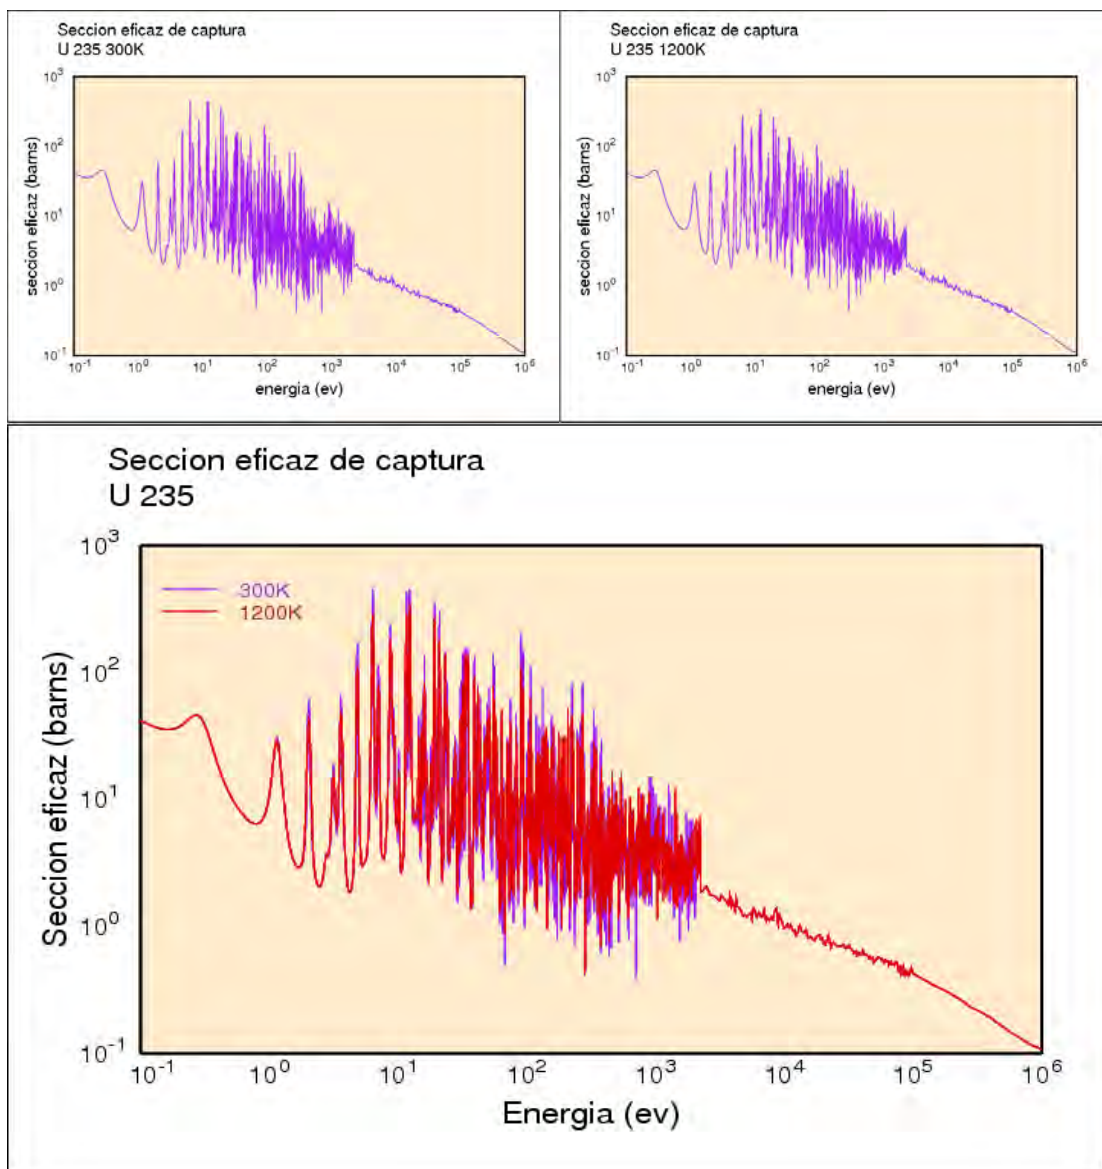 Seccion eficaz de captura
U 235 300K
10³
10²
10¹
10⁰
10⁻¹
seccion eficaz (barns)
10⁻¹ 10⁰ 10¹ 10² 10³ 10⁴ 10⁵ 10⁶
energia (ev)
Seccion eficaz de captura
U 235 1200K
10³
10²
10¹
10⁰
10⁻¹
seccion eficaz (barns)
10⁻¹ 10⁰ 10¹ 10² 10³ 10⁴ 10⁵ 10⁶
energia (ev)
Seccion eficaz de captura
U 235
10³
10²
10¹
10⁰
10⁻¹
Seccion eficaz (barns)
300K
1200K
10⁻¹ 10⁰ 10¹ 10² 10³ 10⁴ 10⁵ 10⁶
Energia (ev)